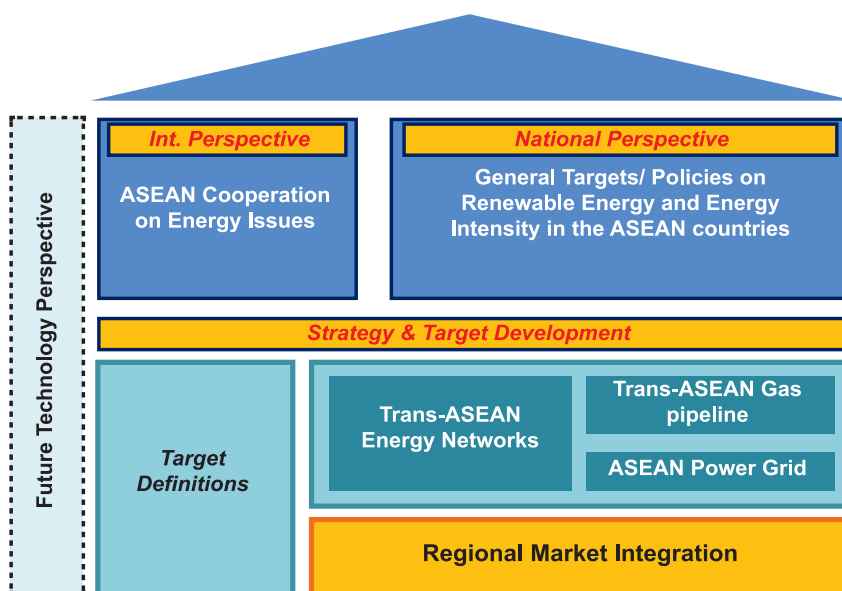 Future Technology Perspective
Int. Perspective
ASEAN Cooperation
on Energy Issues
National Perspective
General Targets/ Policies on
Renewable Energy and Energy
Intensity in the ASEAN countries
Strategy & Target Development
Target
Definitions
Trans-ASEAN
Energy Networks
Trans-ASEAN Gas
pipeline
ASEAN Power Grid
Regional Market Integration